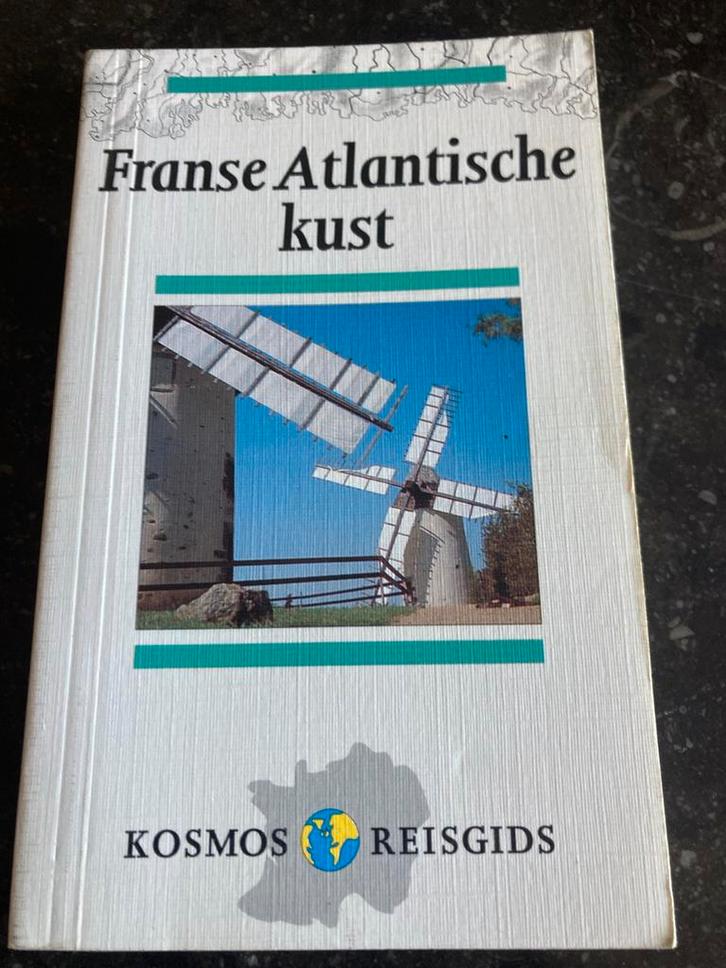 Franse Atlantische
kust
KOSMOS REISGIDS